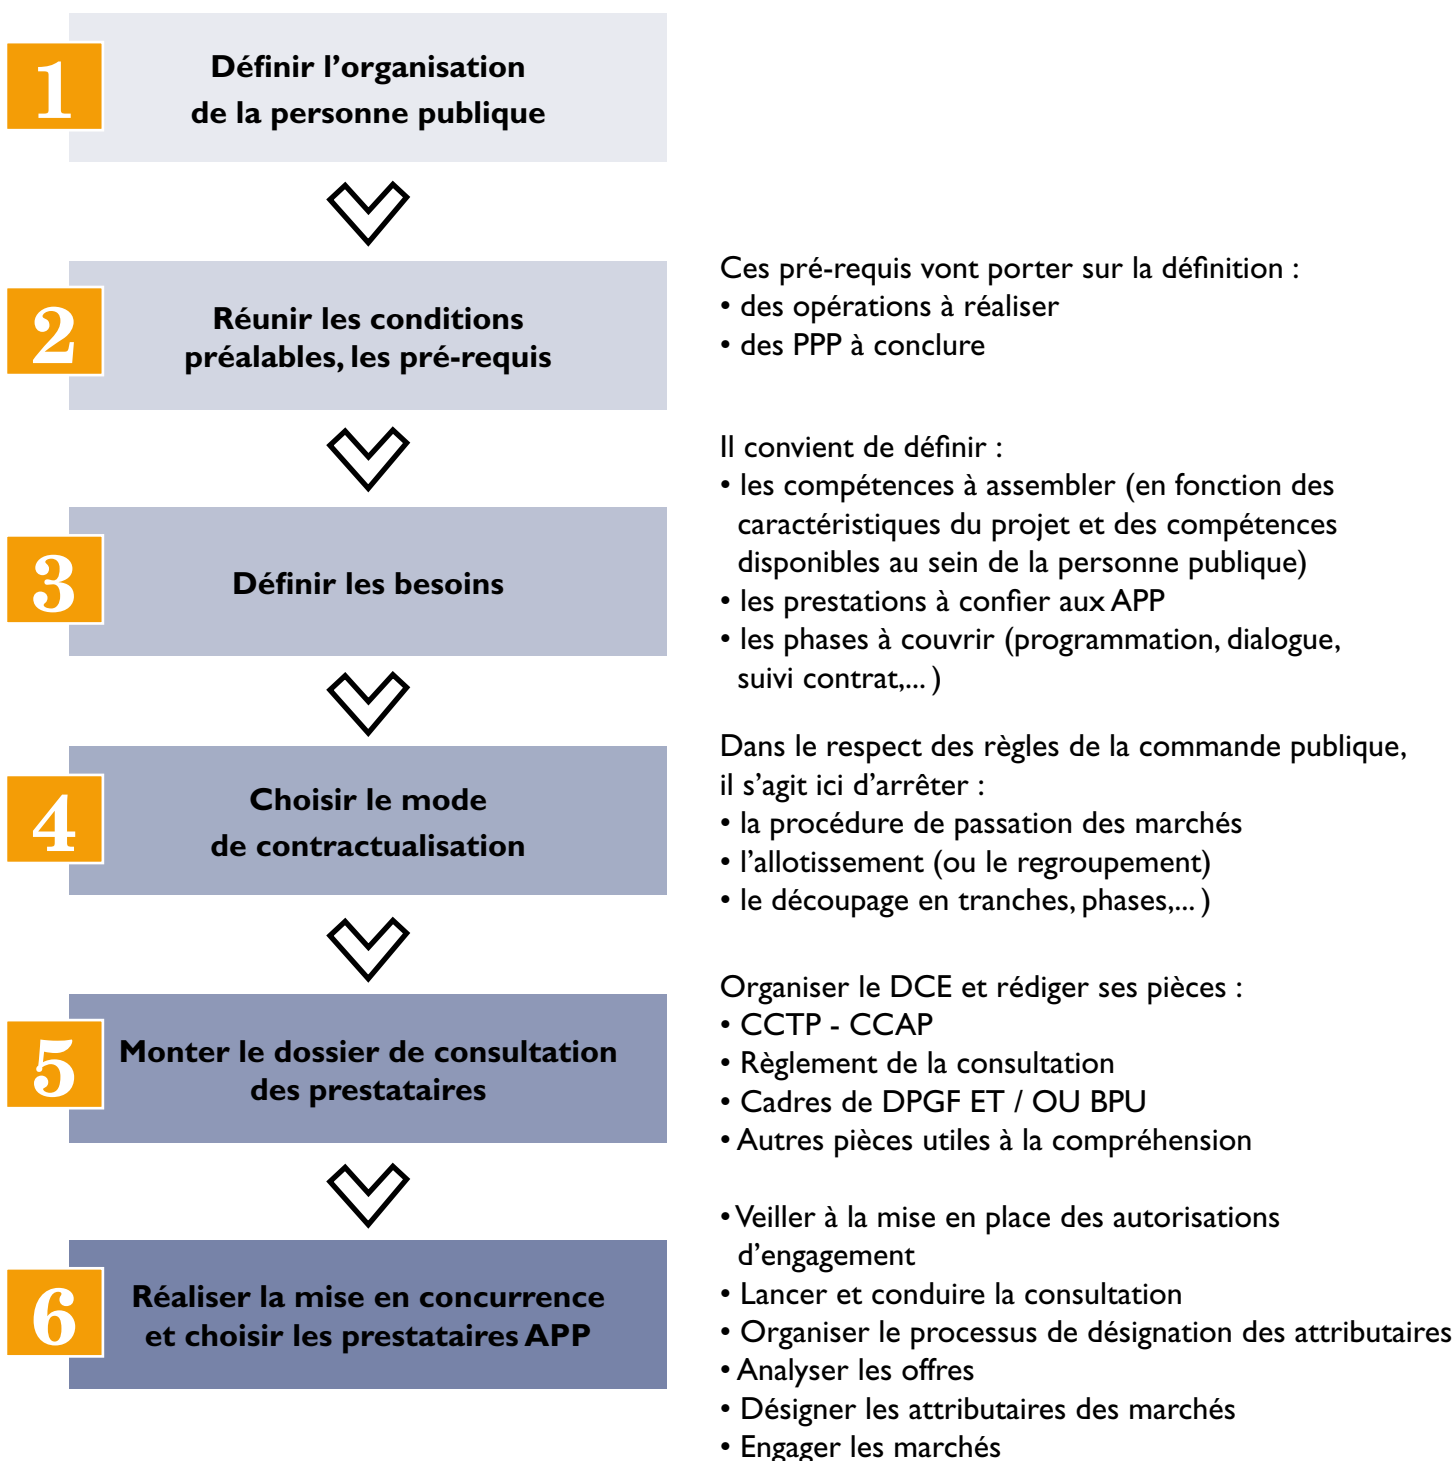 1
Définir l’organisation
de la personne publique
2
Réunir les conditions
préalables, les pré-requis
Ces pré-requis vont porter sur la définition :
• des opérations à réaliser
• des PPP à conclure
3
Définir les besoins
Il convient de définir :
• les compétences à assembler (en fonction des
caractéristiques du projet et des compétences
disponibles au sein de la personne publique)
• les prestations à confier aux APP
• les phases à couvrir (programmation, dialogue,
suivi contrat,... )
4
Choisir le mode
de contractualisation
Dans le respect des règles de la commande publique,
il s’agit ici d’arrêter :
• la procédure de passation des marchés
• l’allotissement (ou le regroupement)
• le découpage en tranches, phases,... )
5
Monter le dossier de consultation
des prestataires
Organiser le DCE et rédiger ses pièces :
• CCTP - CCAP
• Règlement de la consultation
• Cadres de DPGF ET / OU BPU
• Autres pièces utiles à la compréhension
6
Réaliser la mise en concurrence
et choisir les prestataires APP
• Veiller à la mise en place des autorisations
d’engagement
• Lancer et conduire la consultation
• Organiser le processus de désignation des attributaires
• Analyser les offres
• Désigner les attributaires des marchés
• Engager les marchés